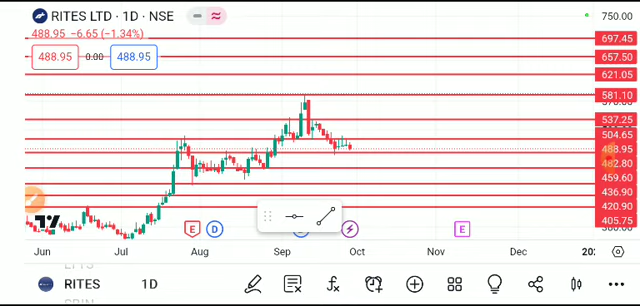 RITES LTD · 1D · NSE
488.95 −6.65 (−1.34%)
488.95 0.00 488.95
750.00
697.45
657.50
621.05
581.10
537.25
504.65
488.95
482.80
459.60
436.90
420.90
405.75
E D E
Jun Jul Aug Sep Oct Nov Dec 20:
RITES 1D